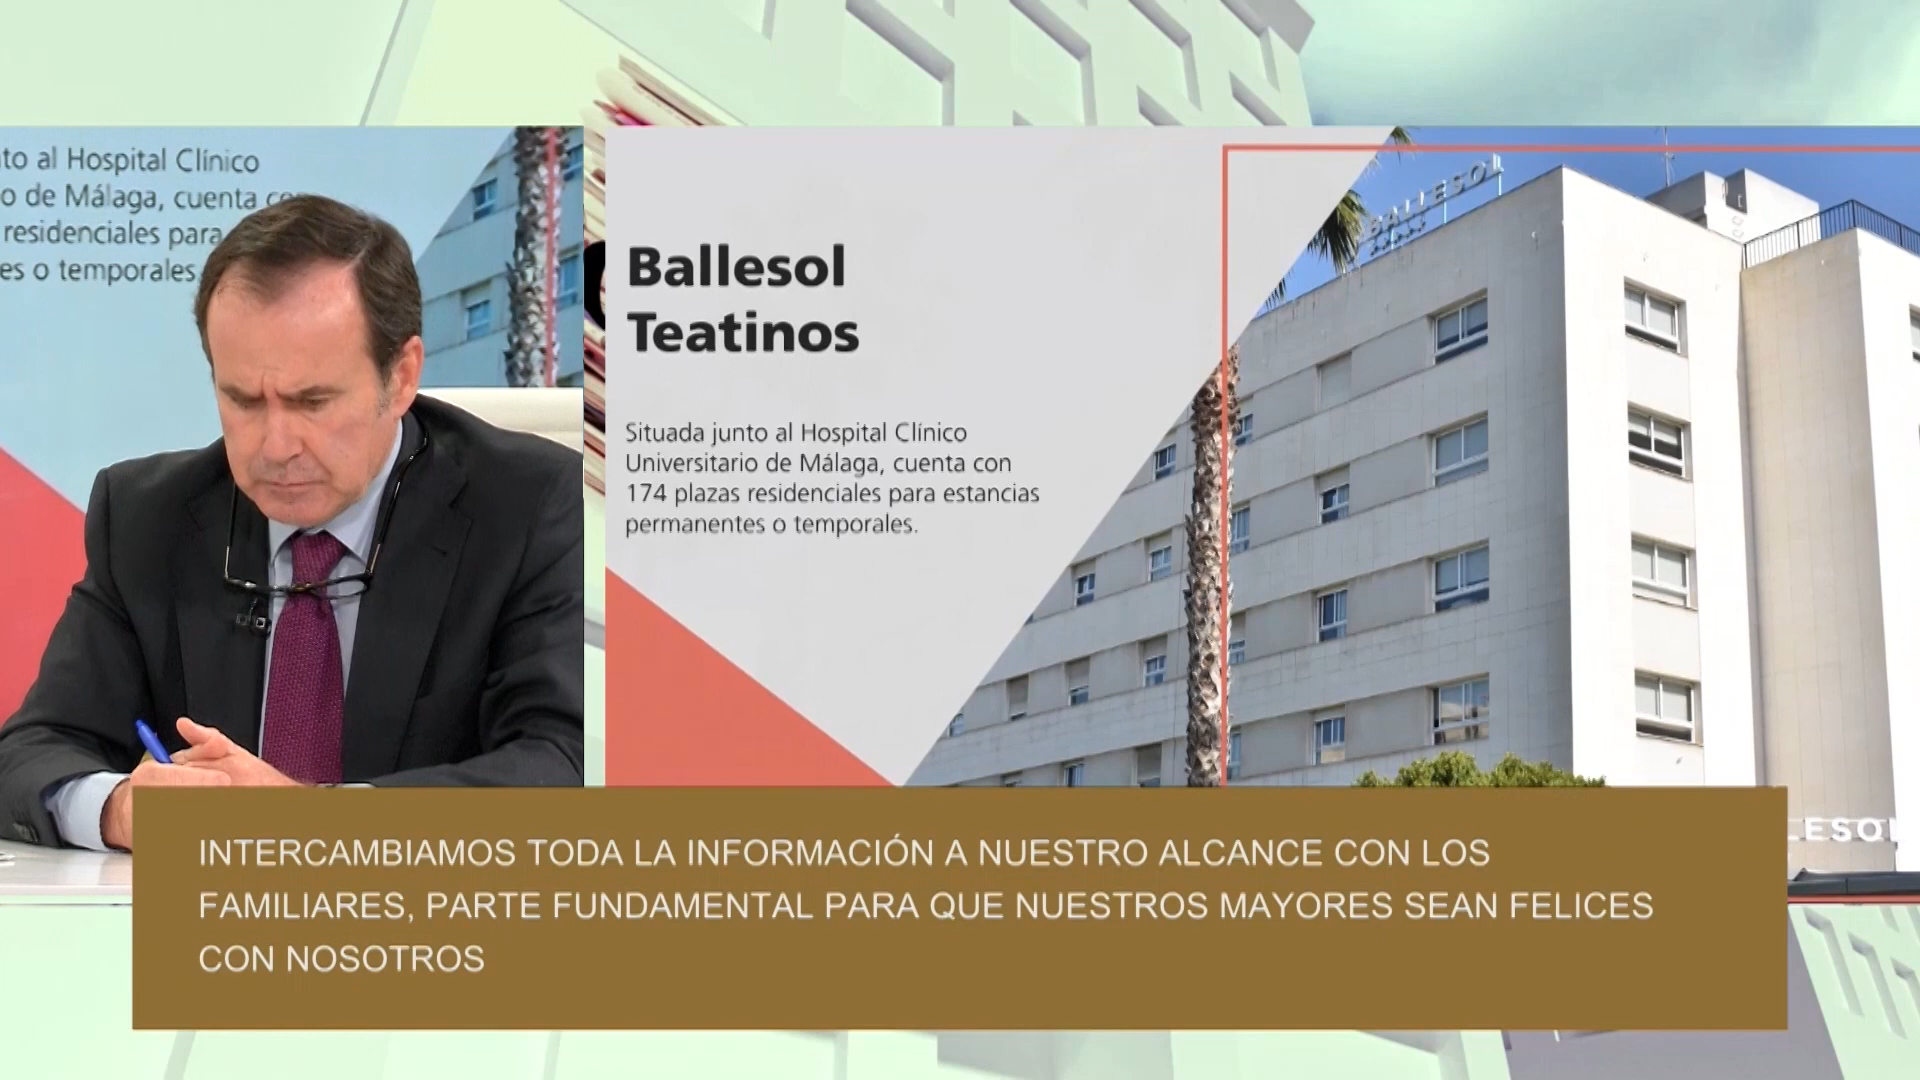 to al Hospital Clínico
o de Málaga, cuenta
residenciales para
es o temporales
Ballesol
Teatinos
Situada junto al Hospital Clínico
Universitario de Málaga, cuenta con
174 plazas residenciales para estancias
permanentes o temporales.
BALLESOL
LESOL
INTERCAMBIAMOS TODA LA INFORMACIÓN A NUESTRO ALCANCE CON LOS
FAMILIARES, PARTE FUNDAMENTAL PARA QUE NUESTROS MAYORES SEAN FELICES
CON NOSOTROS